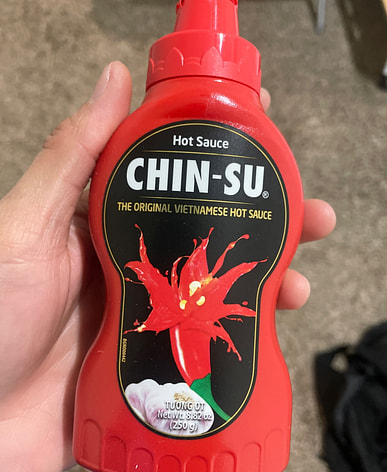 Hot Sauce
CHIN-SU®
THE ORIGINAL VIETNAMESE HOT SAUCE
TƯƠNG ỚT
Net wt. 8.82 oz
(250 g)